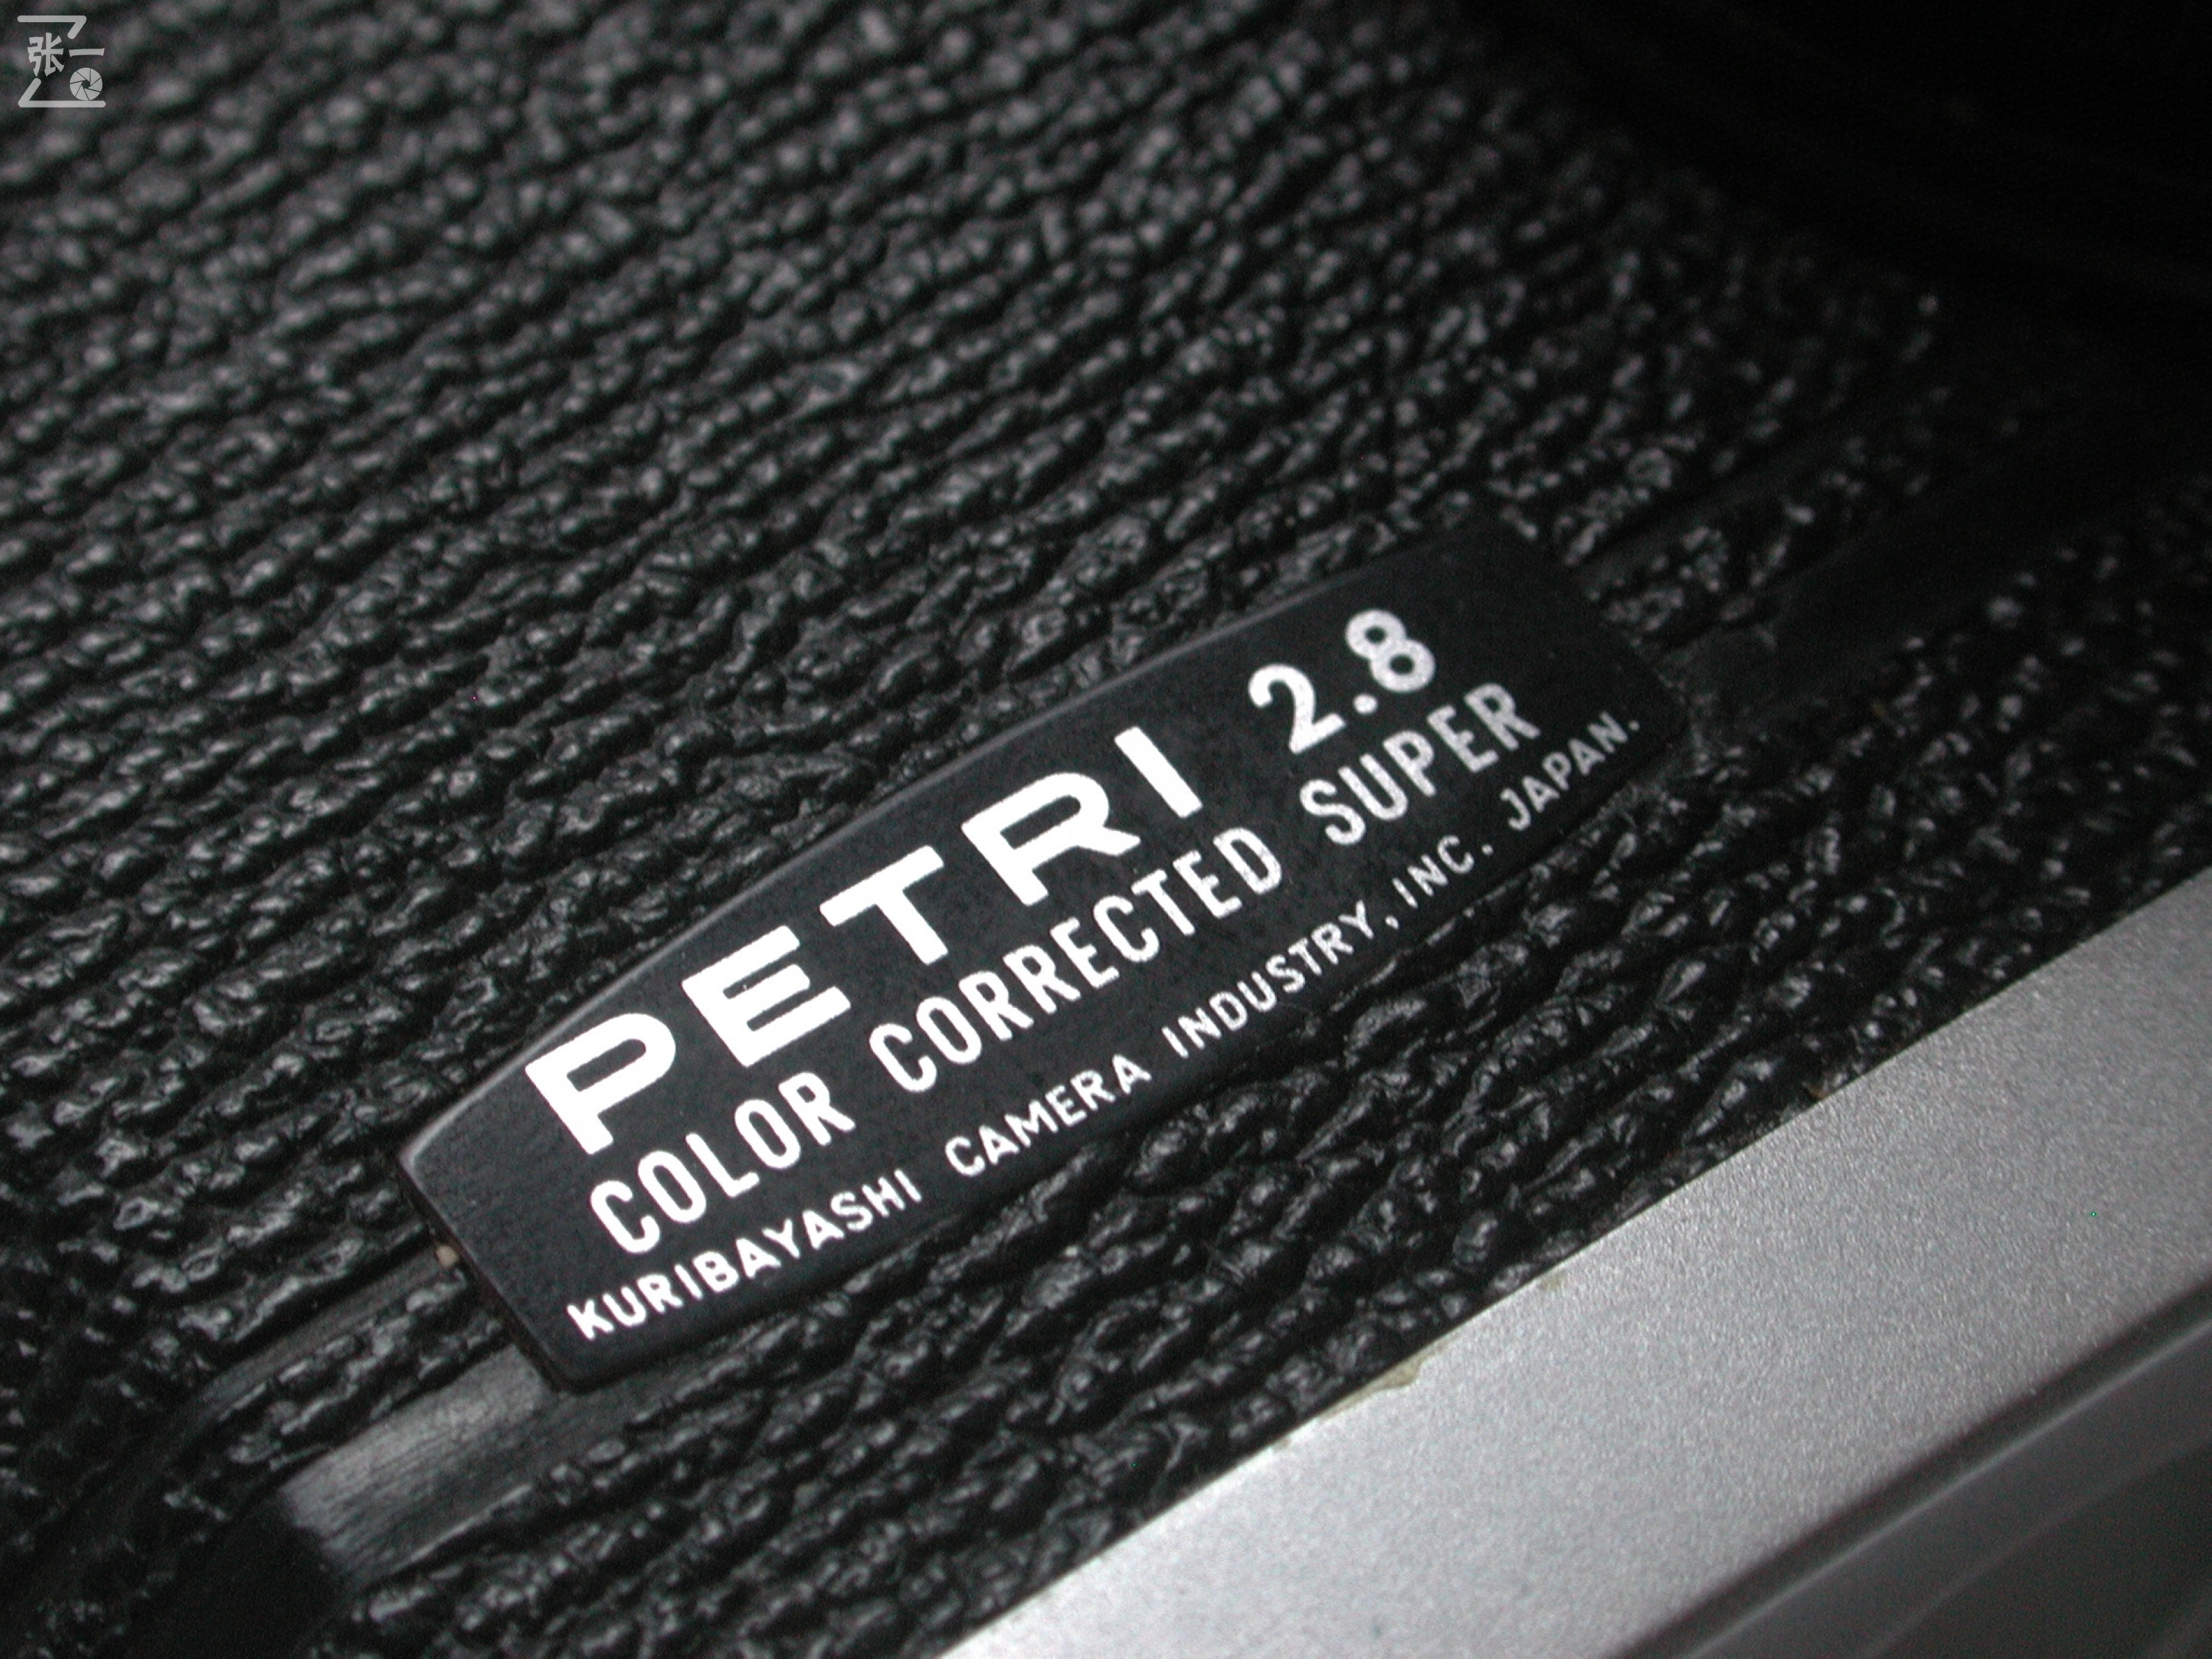 张一
PETRI 2.8
COLOR CORRECTED SUPER
KURIBAYASHI CAMERA INDUSTRY, INC. JAPAN.